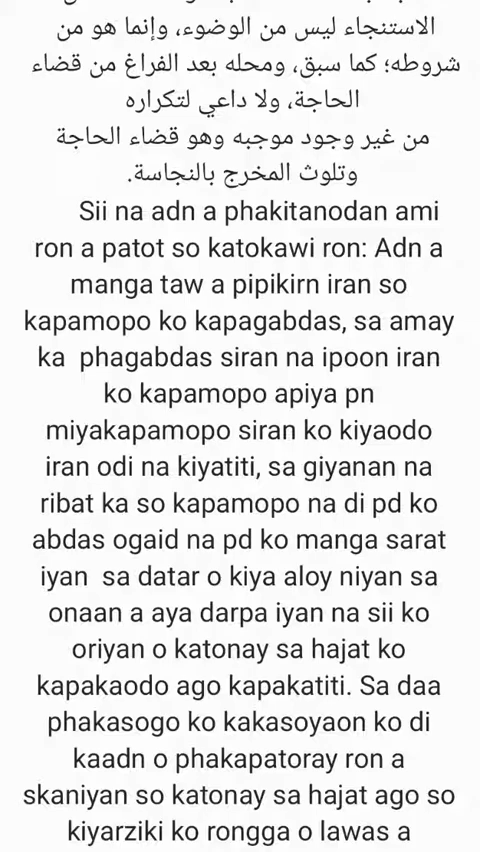 الاستنجاء ليس من الوضوء، وإنما هو من
شروطه؛ كما سبق، ومحله بعد الفراغ من قضاء
الحاجة، ولا داعي لتكراره
من غير وجود موجبه وهو قضاء الحاجة
وتلوث المخرج بالنجاسة.
Sii na adn a phakitanodan ami
ron a patot so katokawi ron: Adn a
manga taw a pipikirn iran so
kapamopo ko kapagabdas, sa amay
ka phagabdas siran na ipoon iran
ko kapamopo apiya pn
miyakapamopo siran ko kiyaodo
iran odi na kiyatiti, sa giyanan na
ribat ka so kapamopo na di pd ko
abdas ogaid na pd ko manga sarat
iyan sa datar o kiya aloy niyan sa
onaan a aya darpa iyan na sii ko
oriyan o katonay sa hajat ko
kapakaodo ago kapakatiti. Sa daa
phakasogo ko kakasoyaon ko di
kaadn o phakapatoray ron a
skaniyan so katonay sa hajat ago so
kiyarziki ko rongga o lawas a